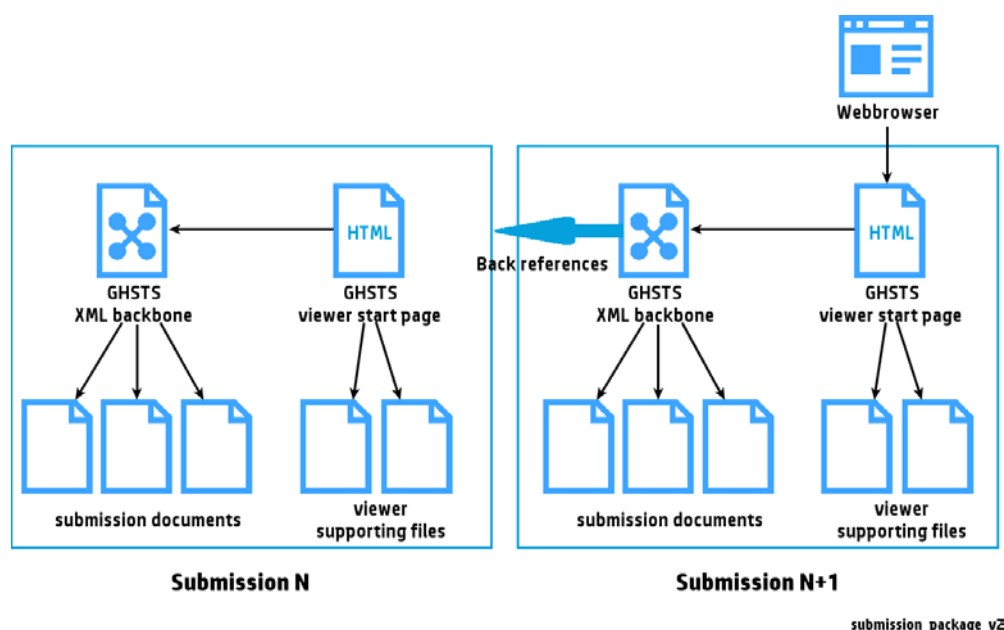 Webbrowser
HTML
HTML
Back references
GHSTS
XML backbone
GHSTS
viewer start page
GHSTS
XML backbone
GHSTS
viewer start page
submission documents
viewer
supporting files
submission documents
viewer
supporting files
Submission N
Submission N+1
submission_package_v2